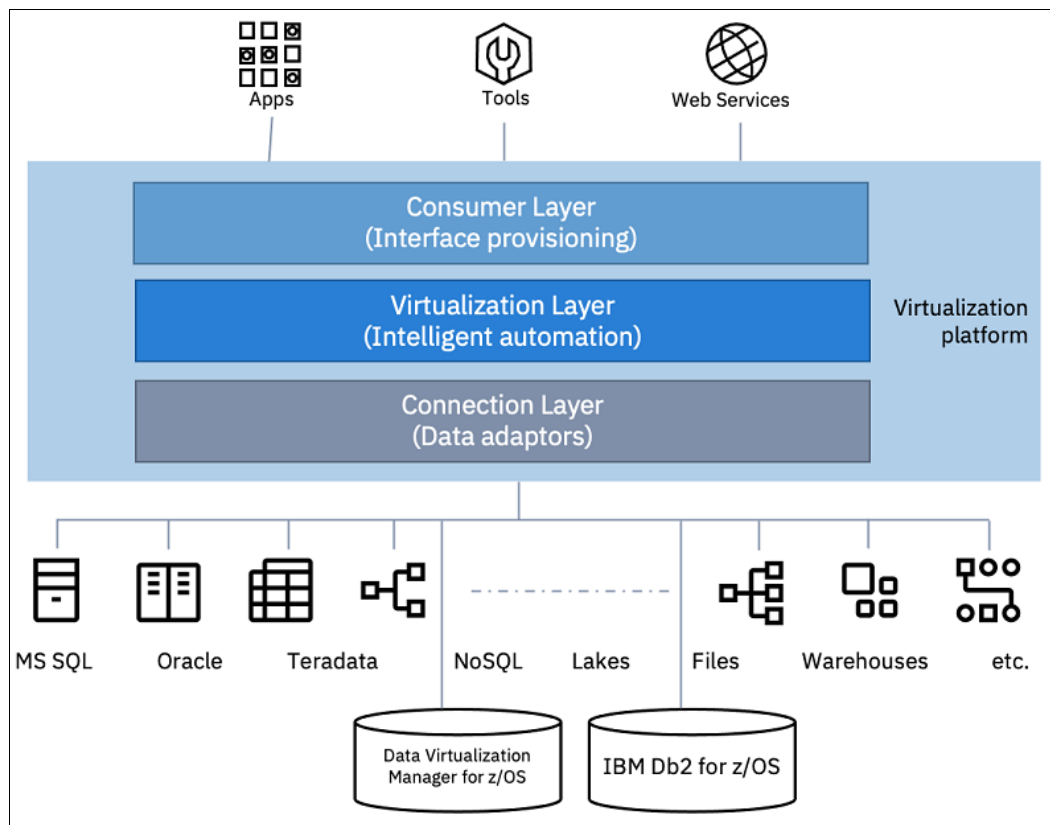 Apps
Tools
Web Services
Consumer Layer
(Interface provisioning)
Virtualization Layer
(Intelligent automation)
Virtualization
platform
Connection Layer
(Data adaptors)
MS SQL
Oracle
Teradata
NoSQL
Lakes
Files
Warehouses
etc.
Data Virtualization
Manager for z/OS
IBM Db2 for z/OS